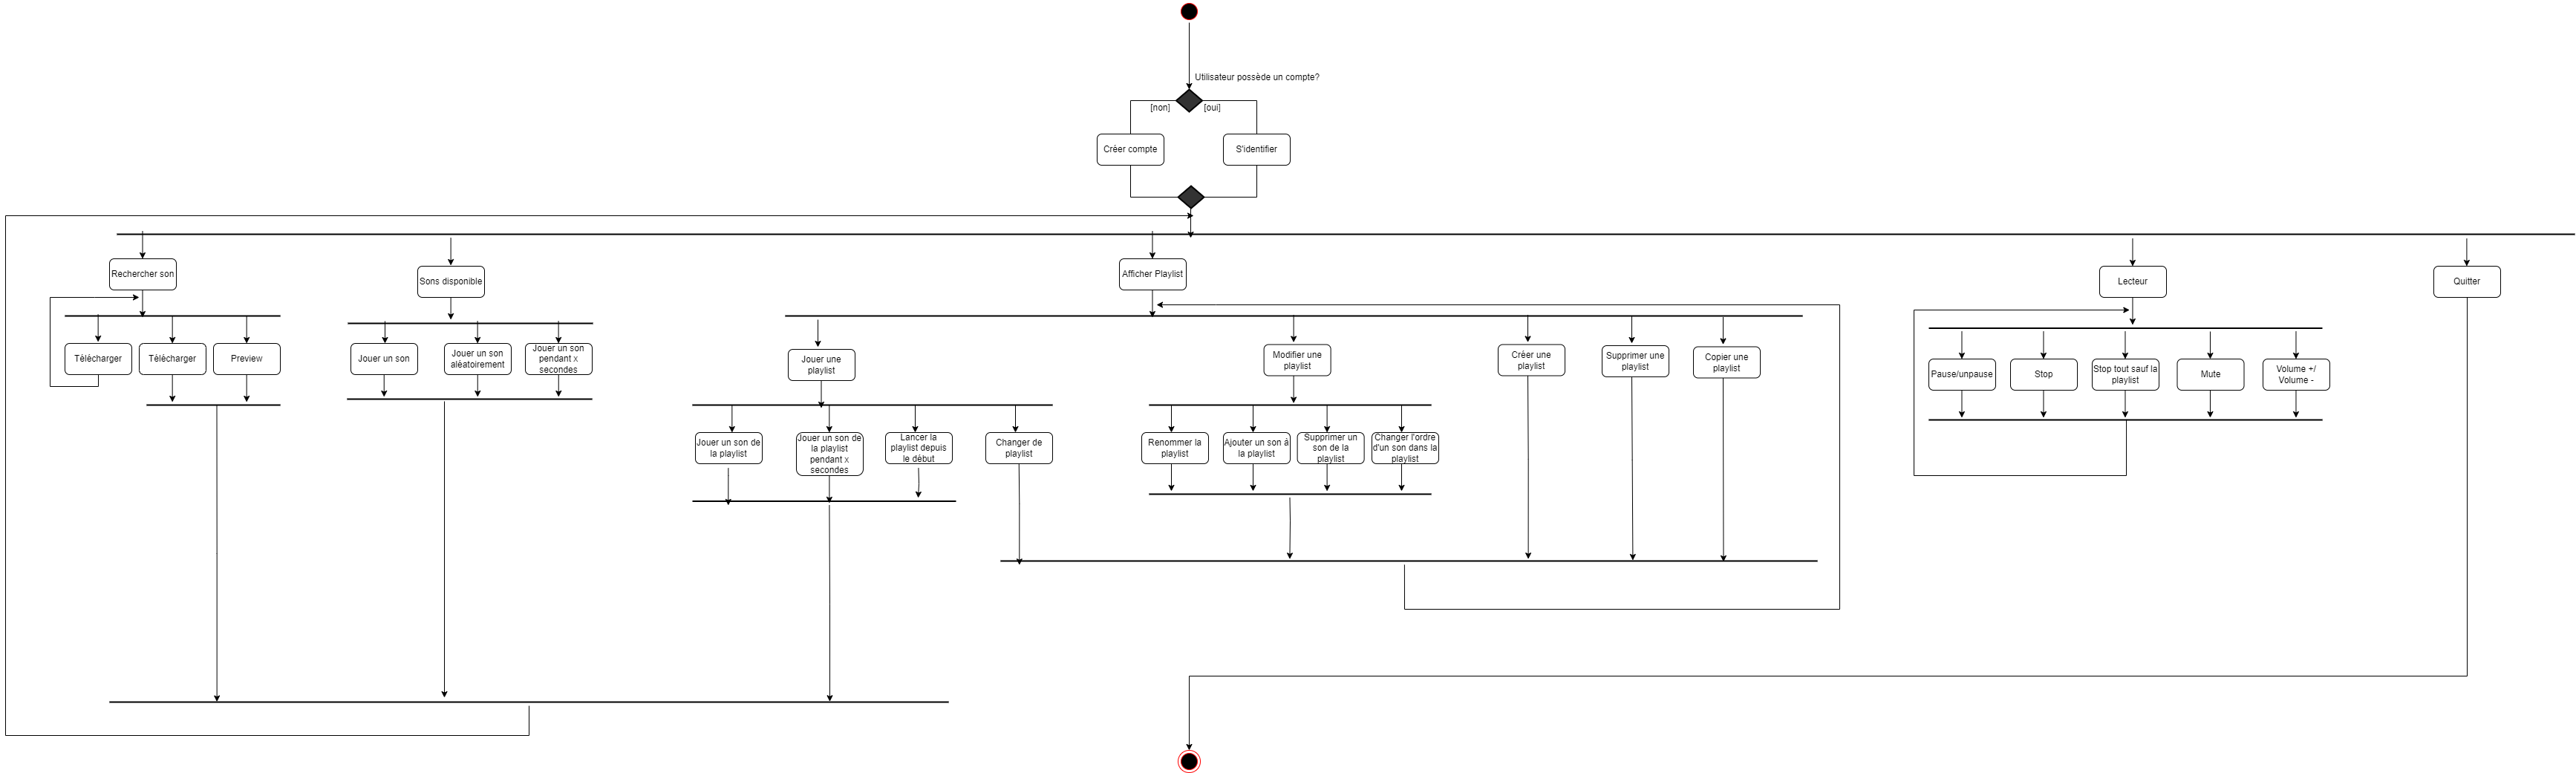 Utilisateur possède un compte?
[non]
[oui]
Créer compte
S'identifier
Rechercher son
Sons disponible
Afficher Playlist
Lecteur
Quitter
Télécharger
Télécharger
Preview
Jouer un son
Jouer un son
aléatoirement
Jouer un son
pendant x
secondes
Jouer une
playlist
Modifier une
playlist
Créer une
playlist
Supprimer une
playlist
Copier une
playlist
Pause/unpause
Stop
Stop tout sauf la
playlist
Mute
Volume +/
Volume -
Jouer un son de
la playlist
Jouer un son de
la playlist
pendant x
secondes
Lancer la
playlist depuis
le début
Changer de
playlist
Renommer la
playlist
Ajouter un son à
la playlist
Supprimer un
son de la
playlist
Changer l'ordre
d'un son dans la
playlist